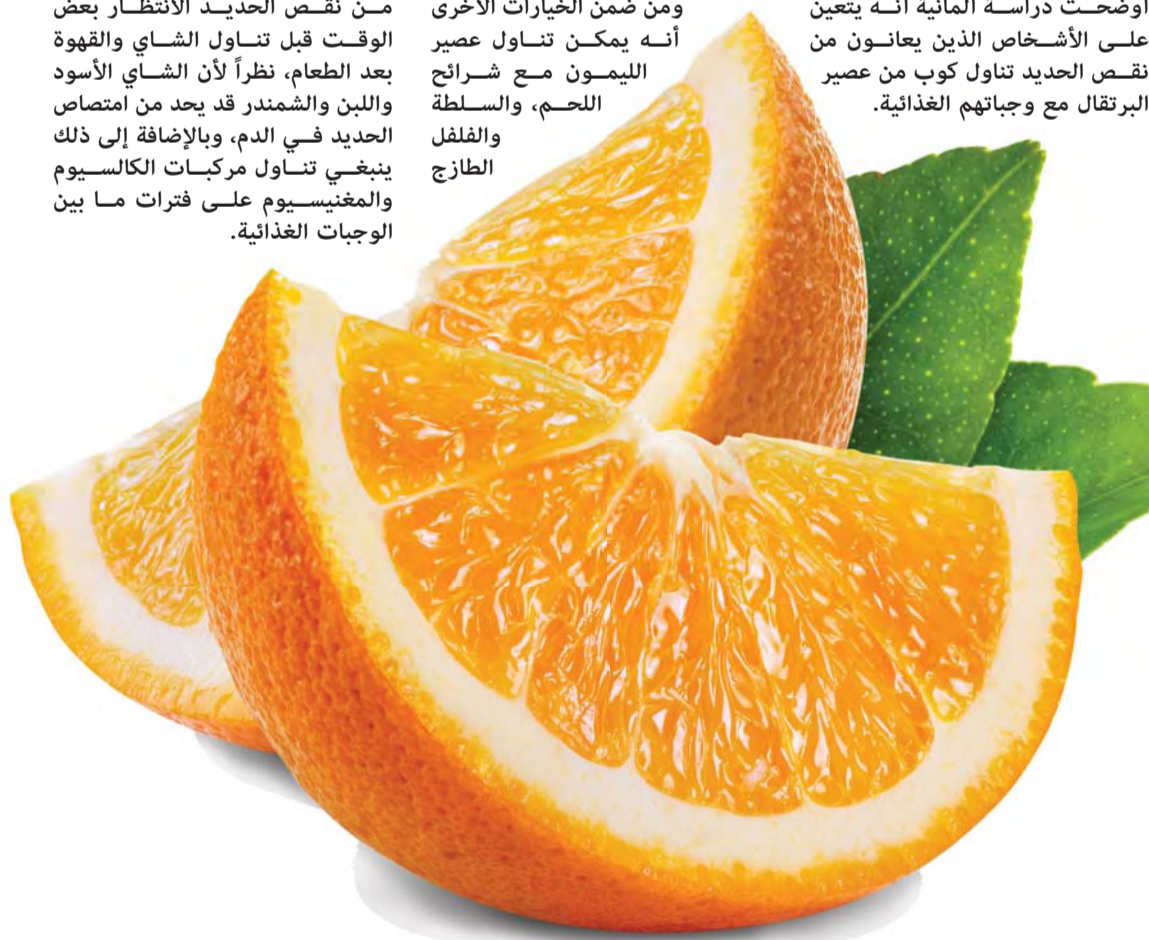 أوضحت دراسة ألمانية أنه يتعين
على الأشخاص الذين يعانون من
نقص الحديد تناول كوب من عصير
البرتقال مع وجباتهم الغذائية.
ومن ضمن الخيارات الأخرى
أنه يمكن تناول عصير
الليمون مع شرائح
اللحم، والسلطة
والفلفل
الطازج
من نقص الحديد الانتظار بعض
الوقت قبل تناول الشاي والقهوة
بعد الطعام، نظراً لأن الشاي الأسود
واللبن والشمندر قد يحد من امتصاص
الحديد في الدم، وبالإضافة إلى ذلك
ينبغي تناول مركبات الكالسيوم
والمغنيسيوم على فترات ما بين
الوجبات الغذائية.